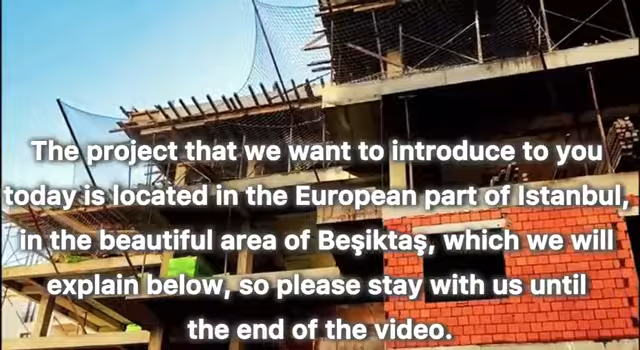 The project that we want to introduce to you
today is located in the European part of Istanbul,
in the beautiful area of Beşiktaş, which we will
explain below, so please stay with us until
the end of the video.